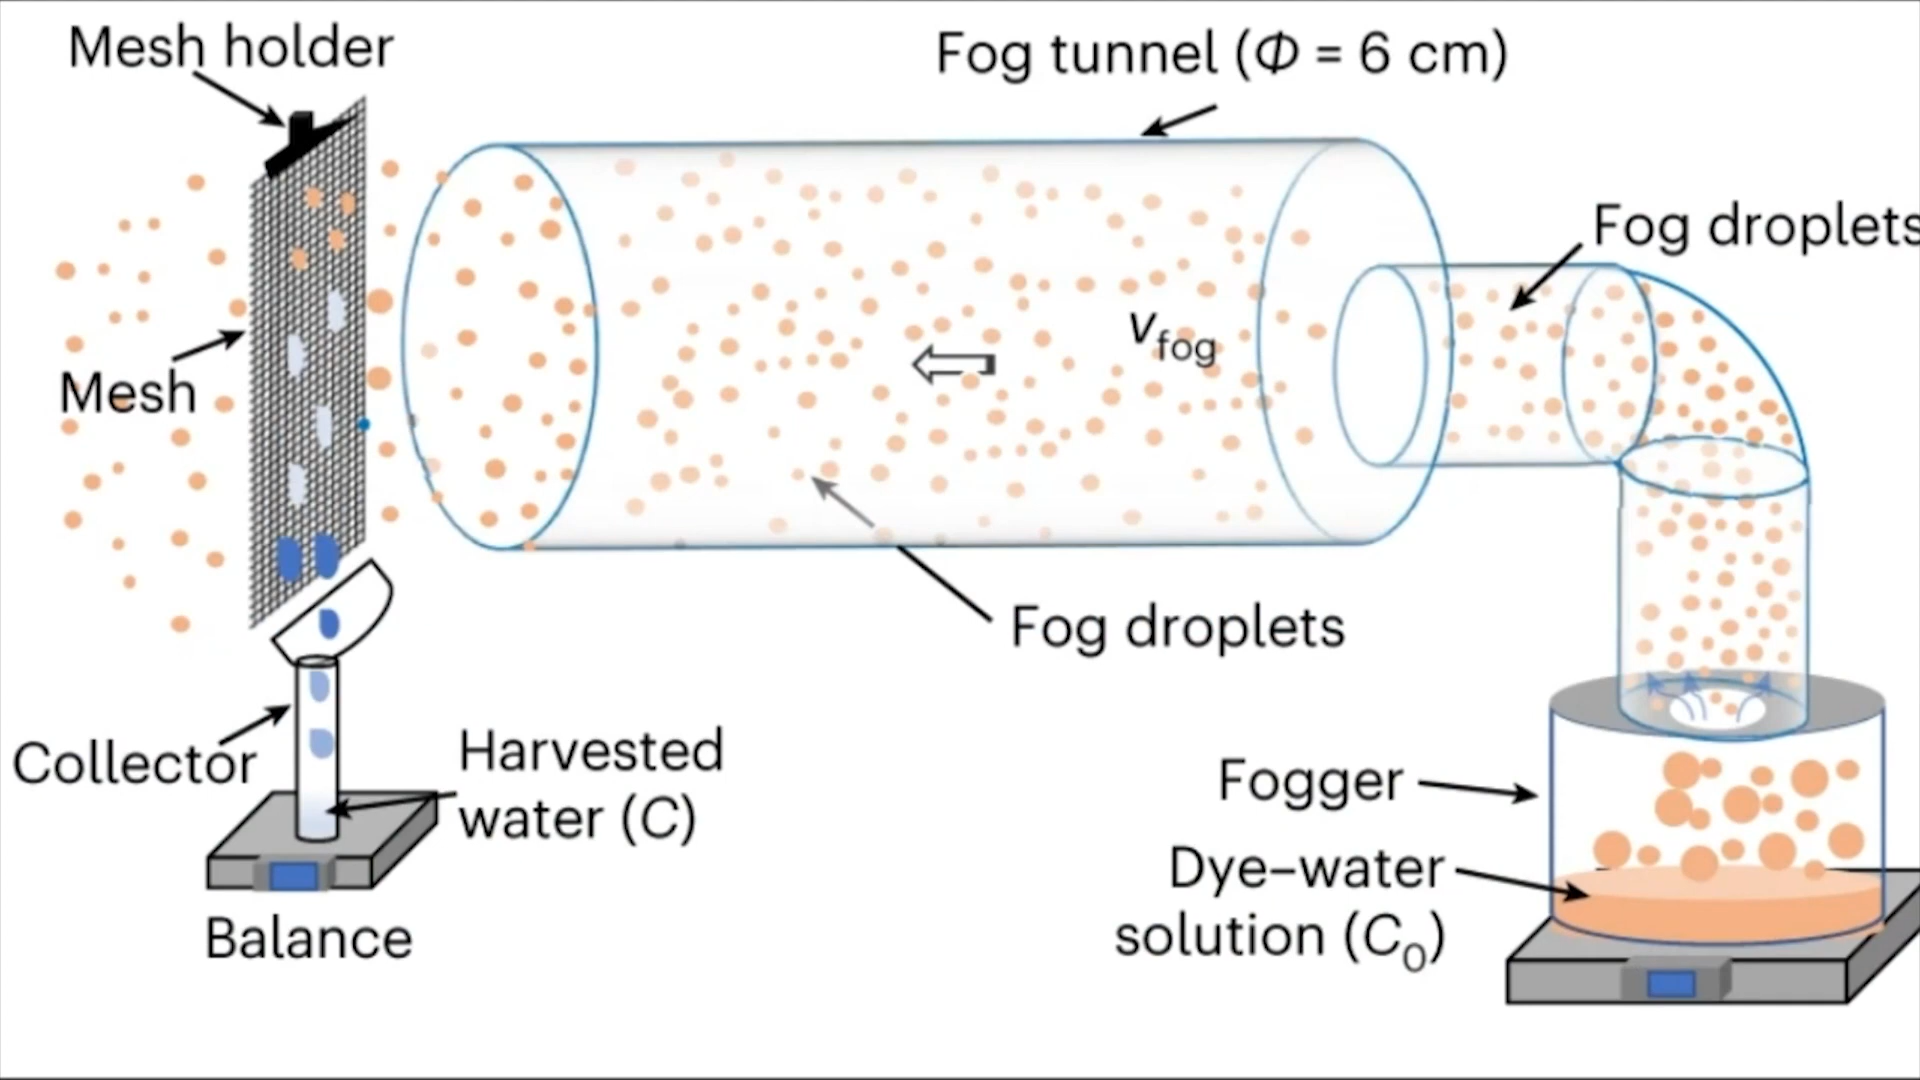 Mesh holder
Fog tunnel (Φ = 6 cm)
Fog droplets
v_fog
Mesh
Fog droplets
Collector
Harvested
water (C)
Fogger
Dye–water
solution (C₀)
Balance